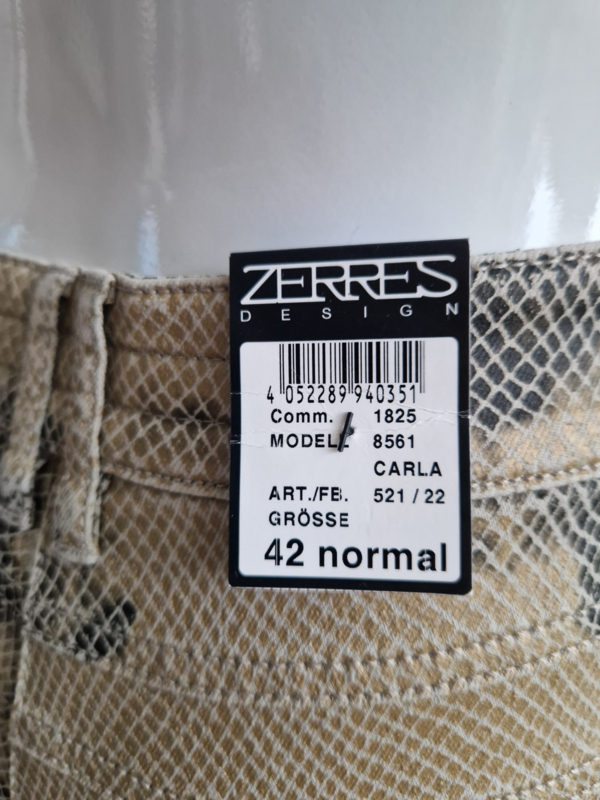 ZERRES
DESIGN
4 052289 940351
Comm. 1825
MODELL 8561
CARLA
ART./FB. 521 / 22
GRÖSSE
42 normal